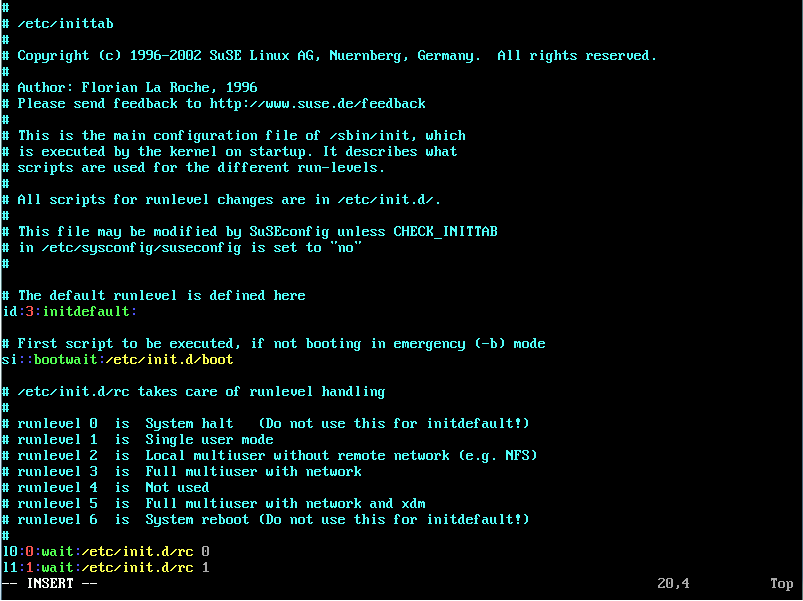 #
# /etc/inittab
#
# Copyright (c) 1996-2002 SuSE Linux AG, Nuernberg, Germany.  All rights reserved.
#
# Author: Florian La Roche, 1996
# Please send feedback to http://www.suse.de/feedback
#
# This is the main configuration file of /sbin/init, which
# is executed by the kernel on startup. It describes what
# scripts are used for the different run-levels.
#
# All scripts for runlevel changes are in /etc/init.d/.
#
# This file may be modified by SuSEconfig unless CHECK_INITTAB
# in /etc/sysconfig/suseconfig is set to "no"
#
# The default runlevel is defined here
id:3:initdefault:
# First script to be executed, if not booting in emergency (-b) mode
si::bootwait:/etc/init.d/boot
# /etc/init.d/rc takes care of runlevel handling
#
# runlevel 0  is  System halt   (Do not use this for initdefault!)
# runlevel 1  is  Single user mode
# runlevel 2  is  Local multiuser without remote network (e.g. NFS)
# runlevel 3  is  Full multiuser with network
# runlevel 4  is  Not used
# runlevel 5  is  Full multiuser with network and xdm
# runlevel 6  is  System reboot (Do not use this for initdefault!)
#
l0:0:wait:/etc/init.d/rc 0
l1:1:wait:/etc/init.d/rc 1
-- INSERT -- 20,4 Top